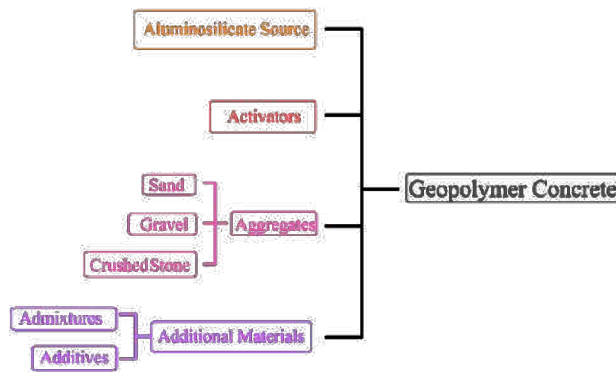 Aluminosilicate Source
Activators
Geopolymer Concrete
Sand
Gravel
Aggregates
Crushed Stone
Admixtures
Additional Materials
Additives